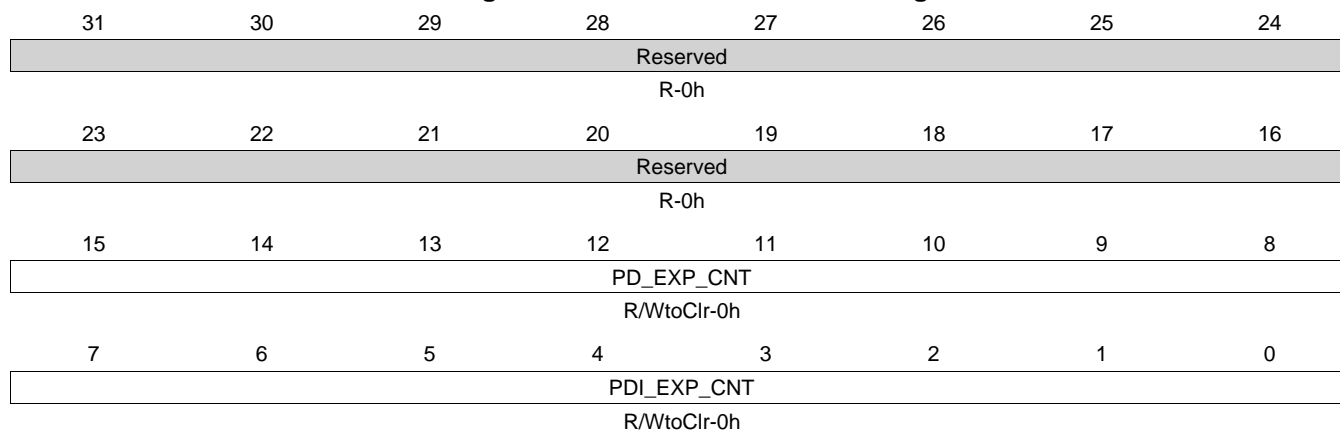 31 30 29 28 27 26 25 24
Reserved
R-0h
23 22 21 20 19 18 17 16
Reserved
R-0h
15 14 13 12 11 10 9 8
PD_EXP_CNT
R/WtoClr-0h
7 6 5 4 3 2 1 0
PDI_EXP_CNT
R/WtoClr-0h